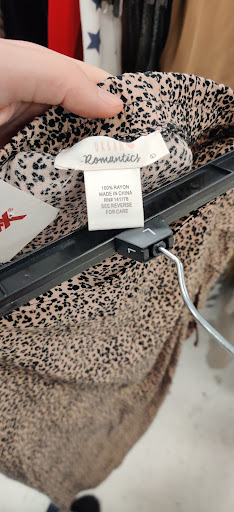 Romantics
100% RAYON
MADE IN CHINA
RN# 141178
SEE REVERSE
FOR CARE
L